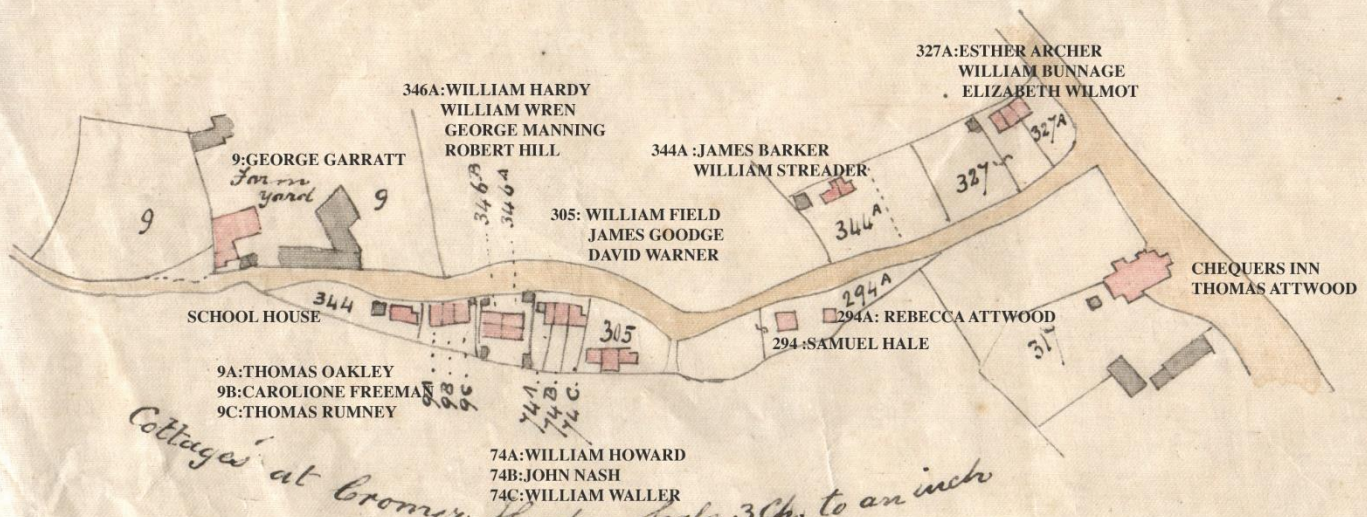 327A:ESTHER ARCHER
WILLIAM BUNNAGE
ELIZABETH WILMOT
346A:WILLIAM HARDY
WILLIAM WREN
GEORGE MANNING
ROBERT HILL
344A :JAMES BARKER
WILLIAM STREADER
9:GEORGE GARRATT
Farm
yard
9
9
346B
346A
327A
327
344A
305: WILLIAM FIELD
JAMES GOODGE
DAVID WARNER
CHEQUERS INN
THOMAS ATTWOOD
344
SCHOOL HOUSE
305
294A
294A: REBECCA ATTWOOD
294 :SAMUEL HALE
31
9A:THOMAS OAKLEY
9B:CAROLIONE FREEMAN
9C:THOMAS RUMNEY
9A
9B
9C
74A.
74B.
74C.
74A:WILLIAM HOWARD
74B:JOHN NASH
74C:WILLIAM WALLER
Cottages at Cromer 3Ch. to an inch